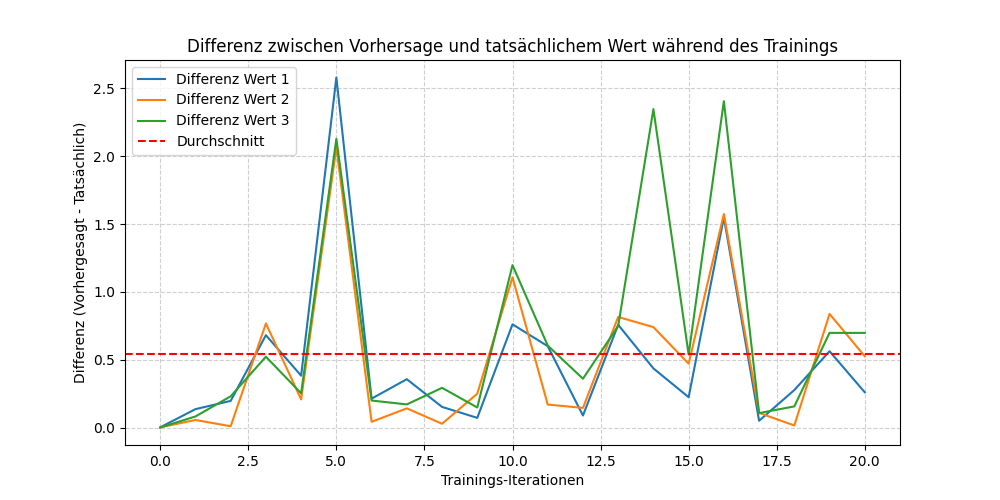 Differenz zwischen Vorhersage und tatsächlichem Wert während des Trainings
Differenz Wert 1
Differenz Wert 2
Differenz Wert 3
Durchschnitt
Differenz (Vorhergesagt - Tatsächlich)
2.5
2.0
1.5
1.0
0.5
0.0
0.0 2.5 5.0 7.5 10.0 12.5 15.0 17.5 20.0
Trainings-Iterationen